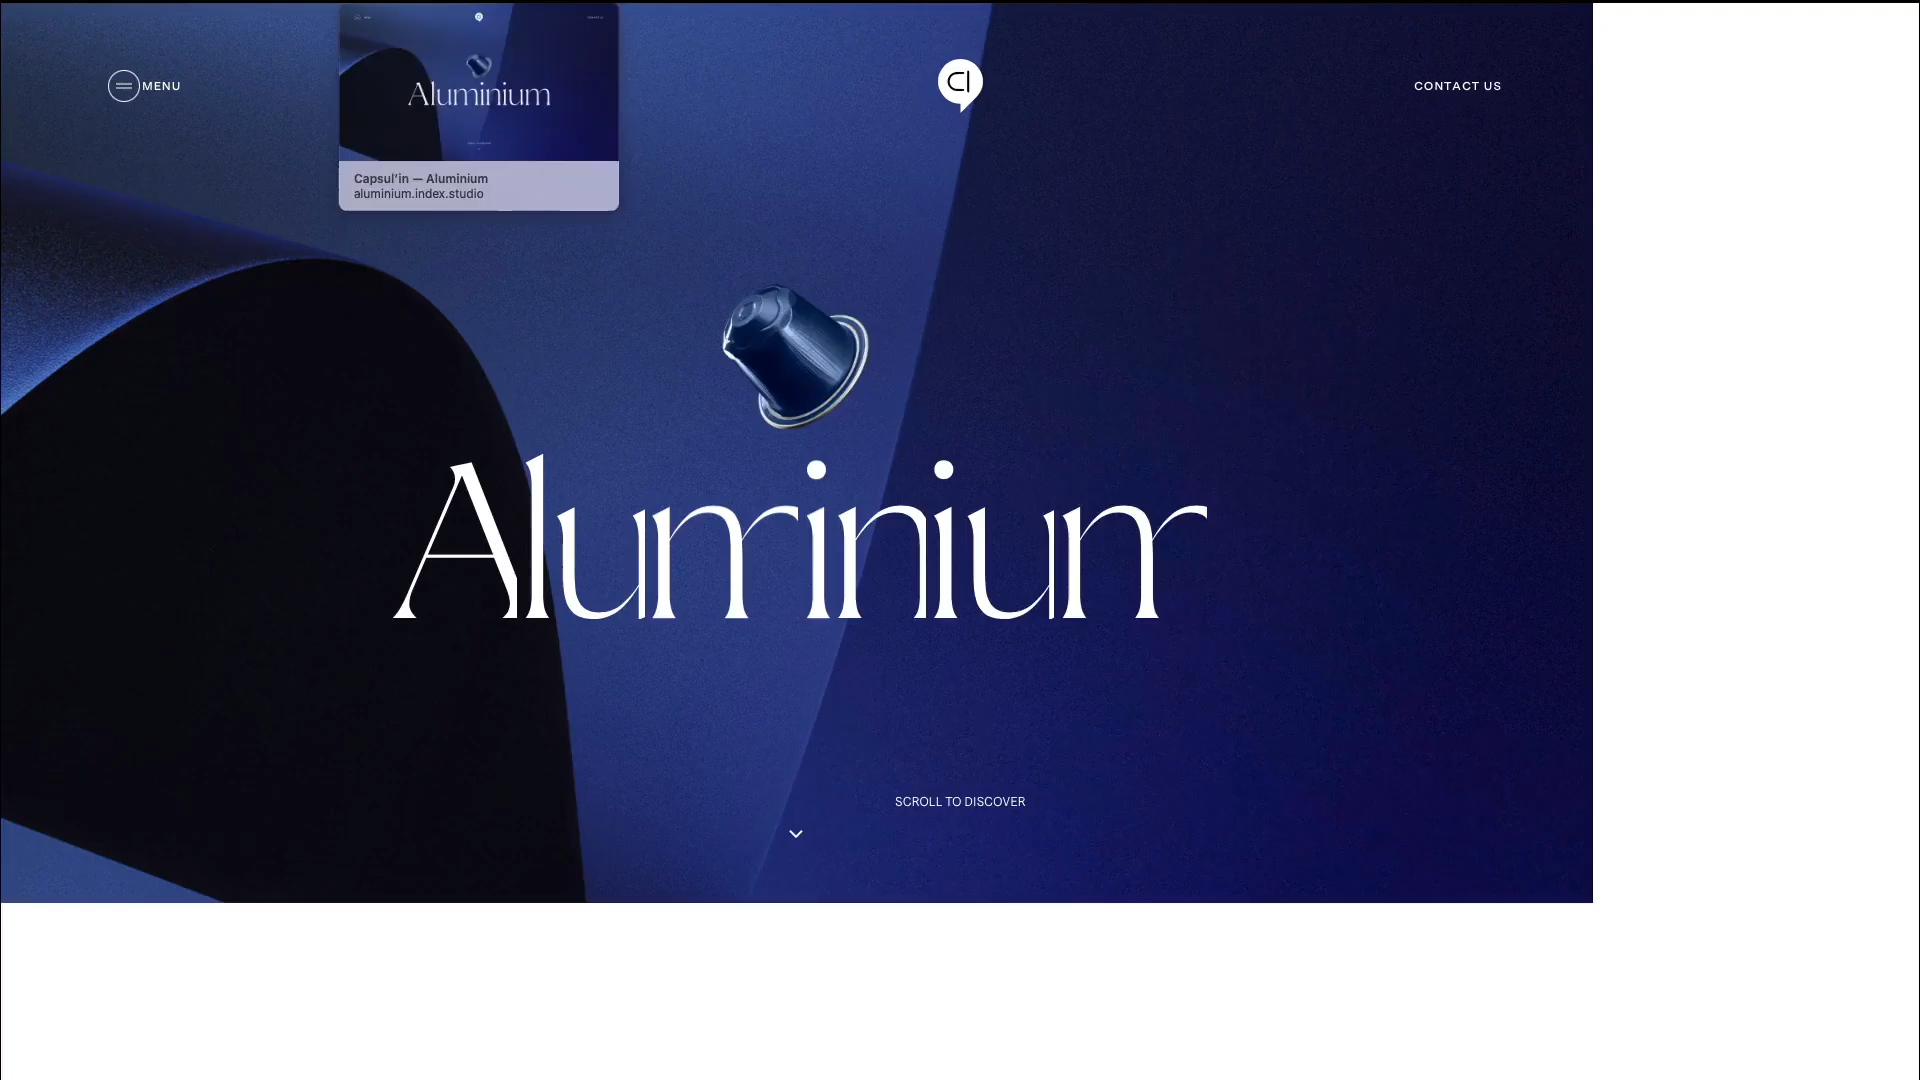 MENU
CI
CONTACT US
Aluminium
Capsul'in — Aluminium
aluminium.index.studio
Aluminium
SCROLL TO DISCOVER